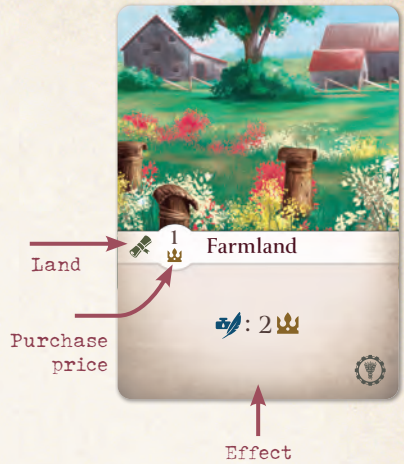 1
Farmland
Land
Purchase
price
: 2
Effect